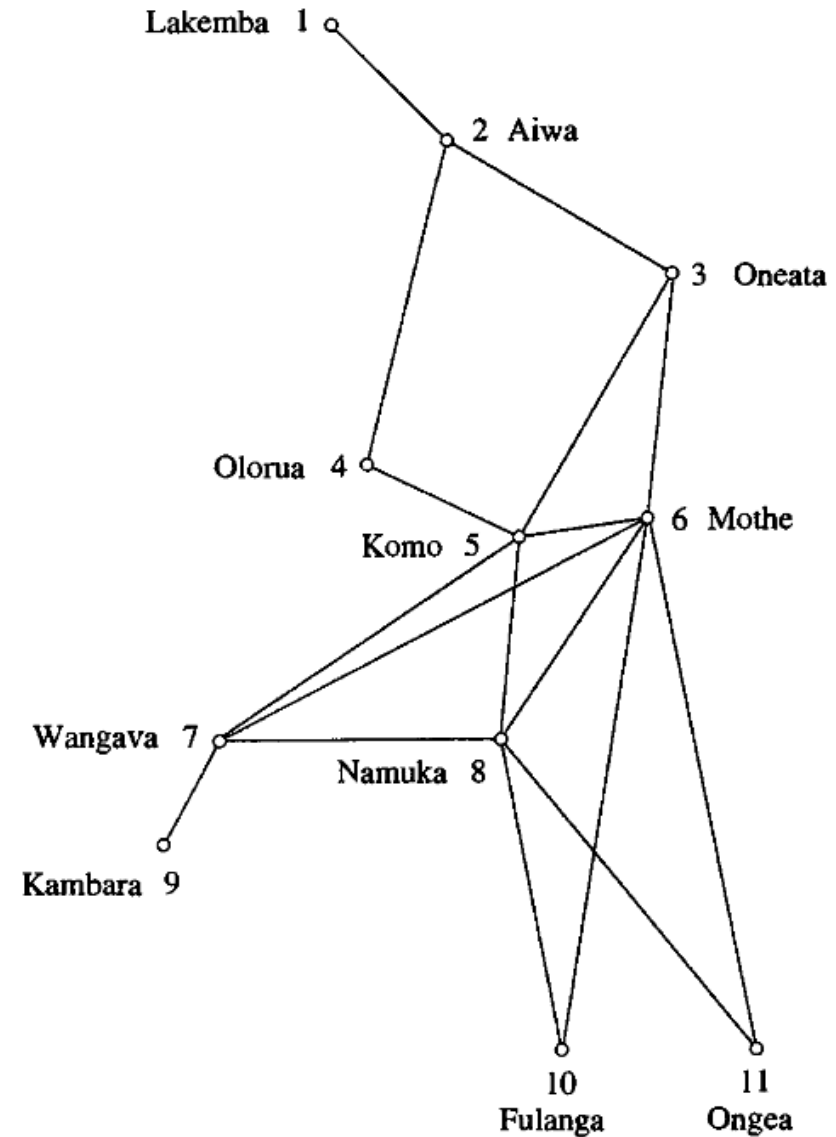 Lakemba 1
2 Aiwa
3 Oneata
Olorua 4
Komo 5
6 Mothe
Wangava 7
Namuka 8
Kambara 9
10
Fulanga
11
Ongea